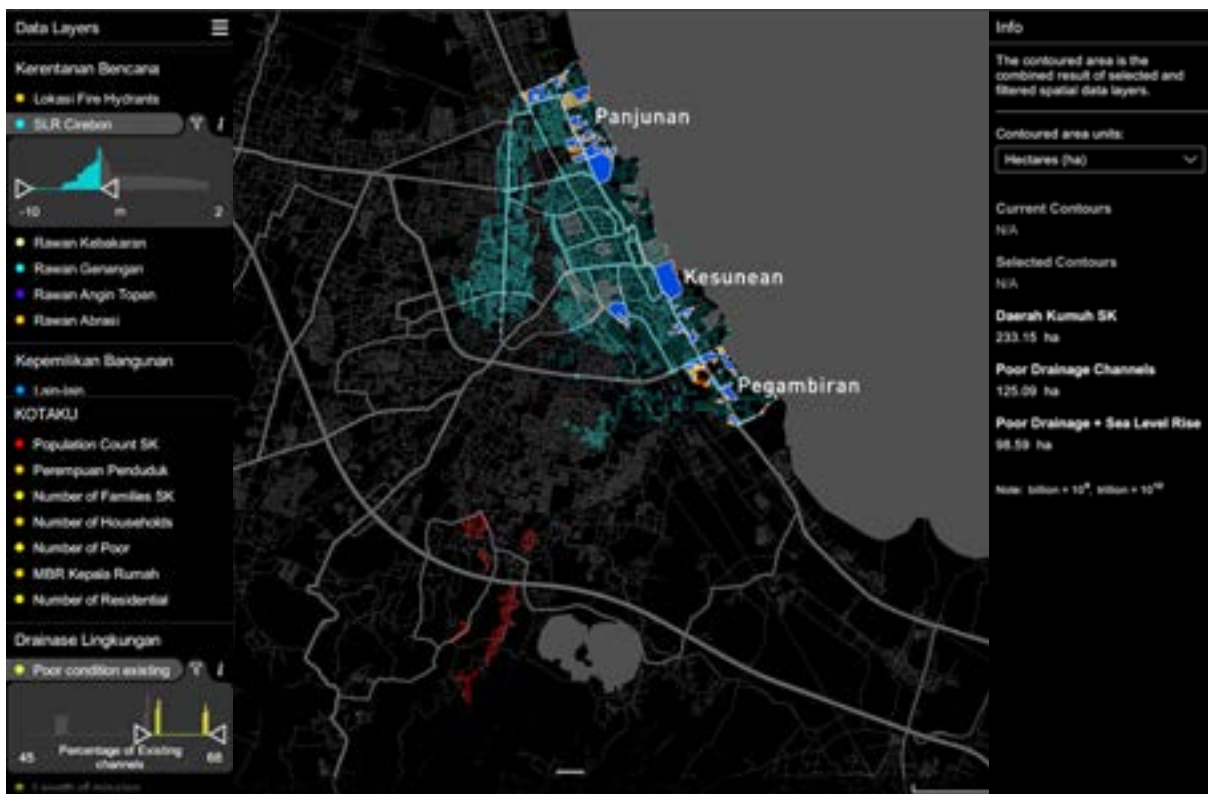 Data Layers
Kerentanan Bencana
Lokasi Fire Hydrants
SLR Cirebon
-10 m 2
Rawan Kebakaran
Rawan Genangan
Rawan Angin Topan
Rawan Abrasi
Kepemilikan Bangunan
KOTAKU
Population Count SK
Perempuan Penduduk
Number of Families SK
Number of Households
Number of Poor
MBR Kepala Rumah
Number of Residential
Drainase Lingkungan
Poor condition existing
45 Percentage of Existing 68
channels
Panjunan
Kesunean
Pegambiran
Info
The contoured area is the
combined result of selected and
filtered spatial data layers.
Contoured area units:
Hectares (ha)
Current Contours
N/A
Selected Contours
N/A
Daerah Kumuh SK
233.15 ha
Poor Drainage Channels
125.09 ha
Poor Drainage + Sea Level Rise
98.59 ha
Note: billion = 10⁹, trillion = 10¹²